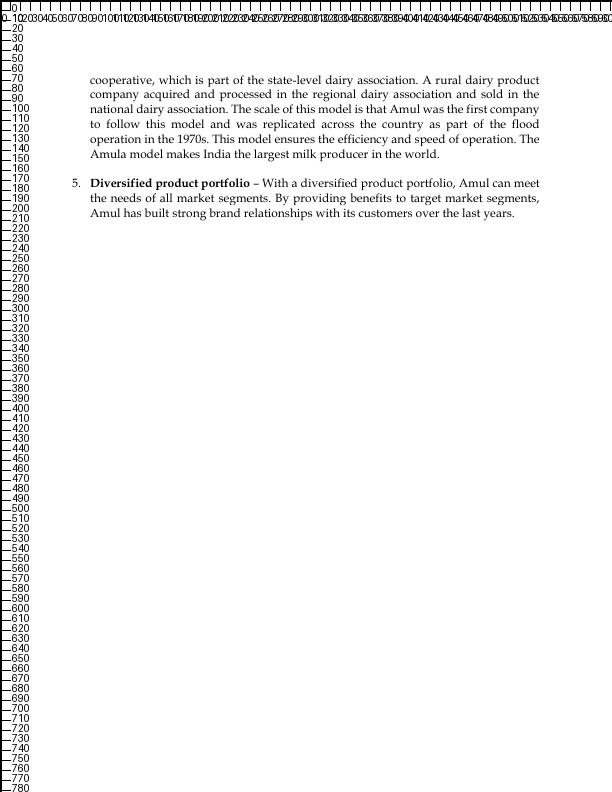 cooperative, which is part of the state-level dairy association. A rural dairy product
company acquired and processed in the regional dairy association and sold in the
national dairy association. The scale of this model is that Amul was the first company
to follow this model and was replicated across the country as part of the flood
operation in the 1970s. This model ensures the efficiency and speed of operation. The
Amula model makes India the largest milk producer in the world.
5. Diversified product portfolio – With a diversified product portfolio, Amul can meet
the needs of all market segments. By providing benefits to target market segments,
Amul has built strong brand relationships with its customers over the last years.